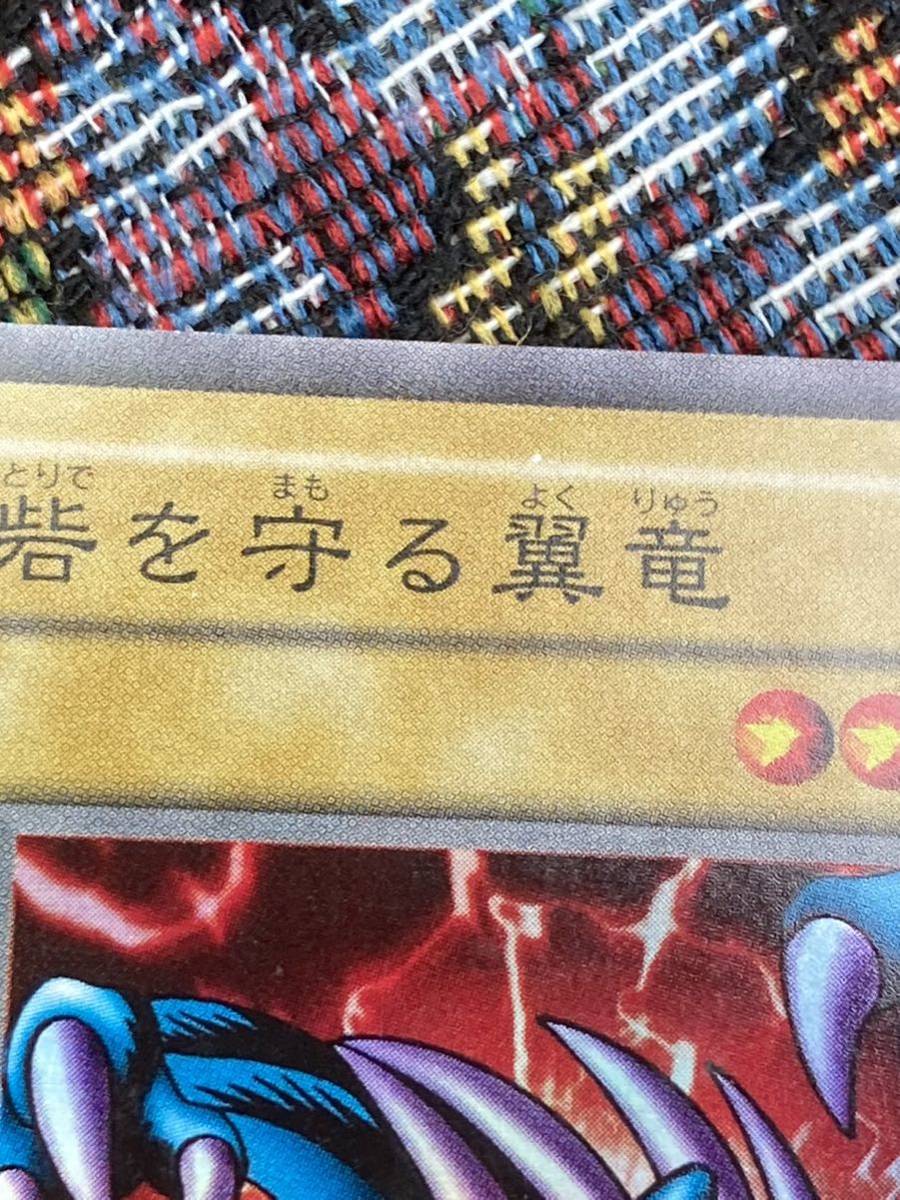 とりで まも よく りゅう
砦を守る翼竜